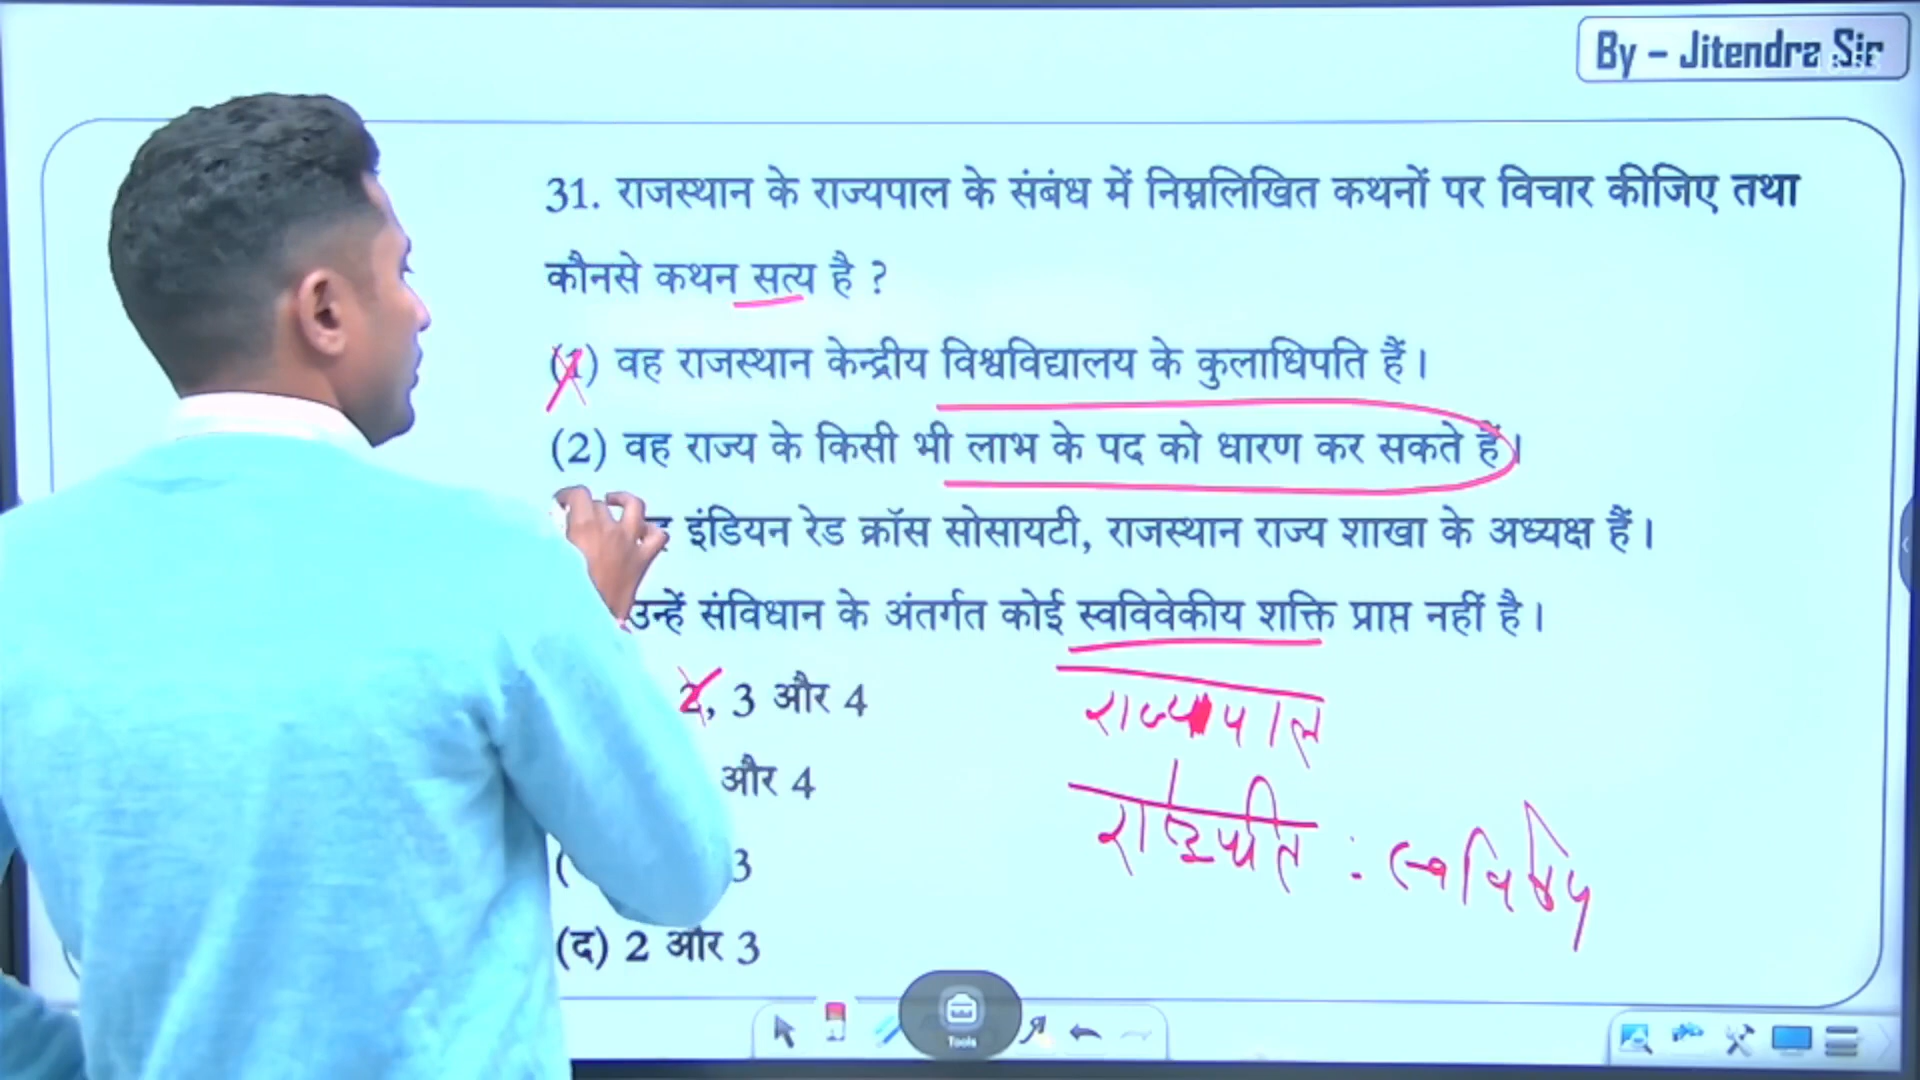 By - Jitendra Sir
31. राजस्थान के राज्यपाल के संबंध में निम्नलिखित कथनों पर विचार कीजिए तथा
कौनसे कथन सत्य है ?
(1) वह राजस्थान केन्द्रीय विश्वविद्यालय के कुलाधिपति हैं।
(2) वह राज्य के किसी भी लाभ के पद को धारण कर सकते हैं।
इंडियन रेड क्रॉस सोसायटी, राजस्थान राज्य शाखा के अध्यक्ष हैं।
उन्हें संविधान के अंतर्गत कोई स्वविवेकीय शक्ति प्राप्त नहीं है।
2, 3 और 4
राज्यपाल
और 4
राष्ट्रपति :
3
(द) 2 और 3
Tools